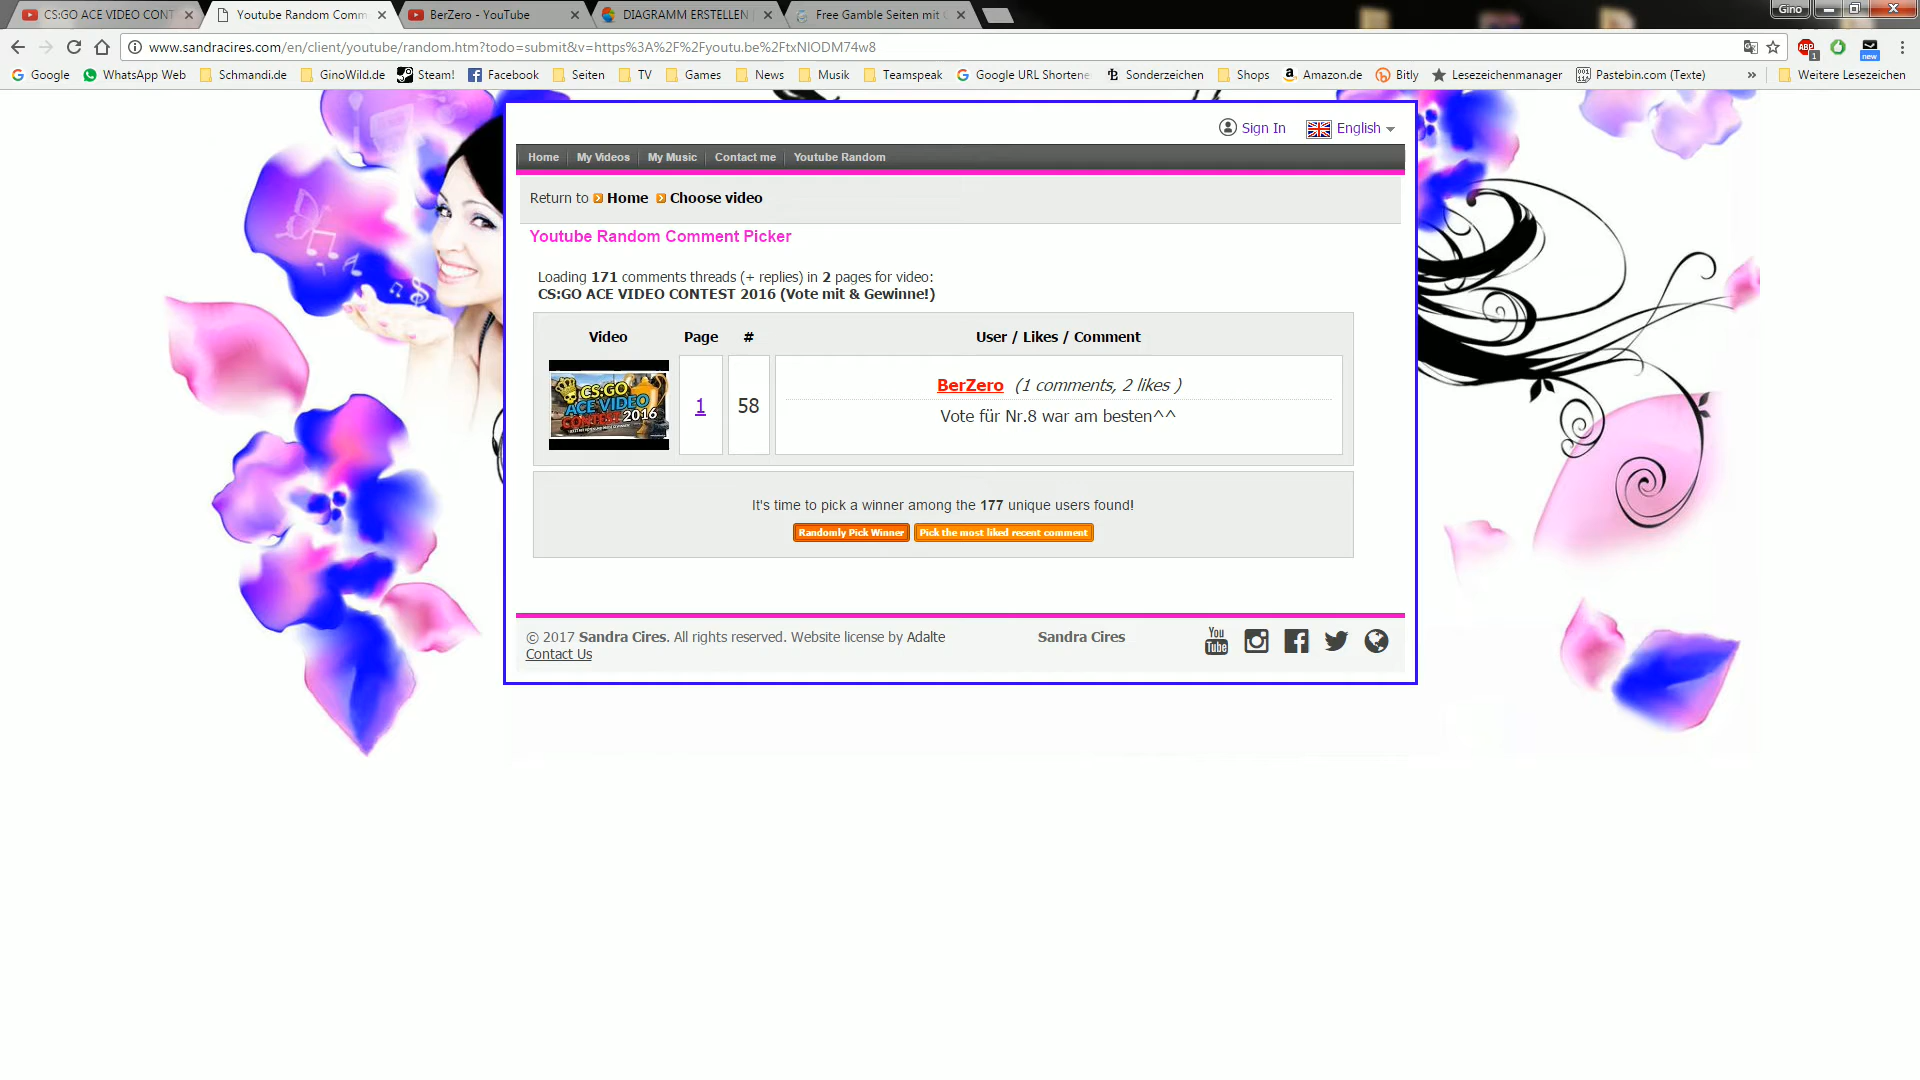 CS:GO ACE VIDEO CONT
Youtube Random Comm
BerZero - YouTube
DIAGRAMM ERSTELLEN
Free Gamble Seiten mit
Gino
www.sandracires.com/en/client/youtube/random.htm?todo=submit&v=https%3A%2F%2Fyoutu.be%2FtxNIODM74w8
Google WhatsApp Web Schmandi.de GinoWild.de Steam! Facebook Seiten TV Games News Musik Teamspeak Google URL Shortene Sonderzeichen Shops Amazon.de Bitly Lesezeichenmanager Pastebin.com (Texte) » Weitere Lesezeichen
ABP 1 new
Sign In English
Home My Videos My Music Contact me Youtube Random
Return to Home Choose video
Youtube Random Comment Picker
Loading 171 comments threads (+ replies) in 2 pages for video:
CS:GO ACE VIDEO CONTEST 2016 (Vote mit & Gewinne!)
Video Page # User / Likes / Comment
CS:GO
ACE VIDEO
CONTEST 2016
1 58
BerZero (1 comments, 2 likes )
Vote für Nr.8 war am besten^^
It's time to pick a winner among the 177 unique users found!
Randomly Pick Winner Pick the most liked recent comment
© 2017 Sandra Cires. All rights reserved. Website license by Adalte
Contact Us
Sandra Cires
You Tube